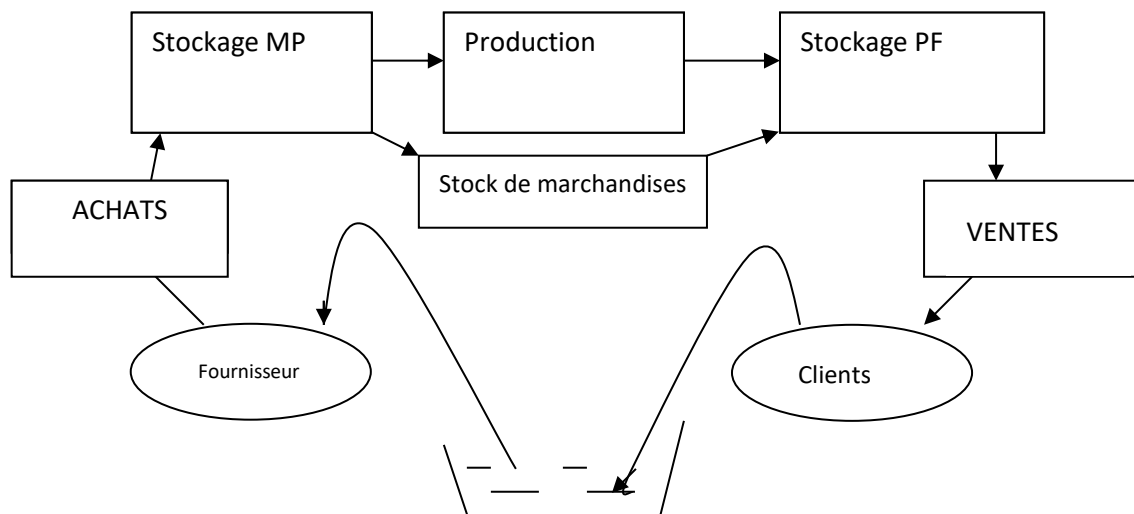 Stockage MP
Production
Stockage PF
Stock de marchandises
ACHATS
VENTES
Fournisseur
Clients